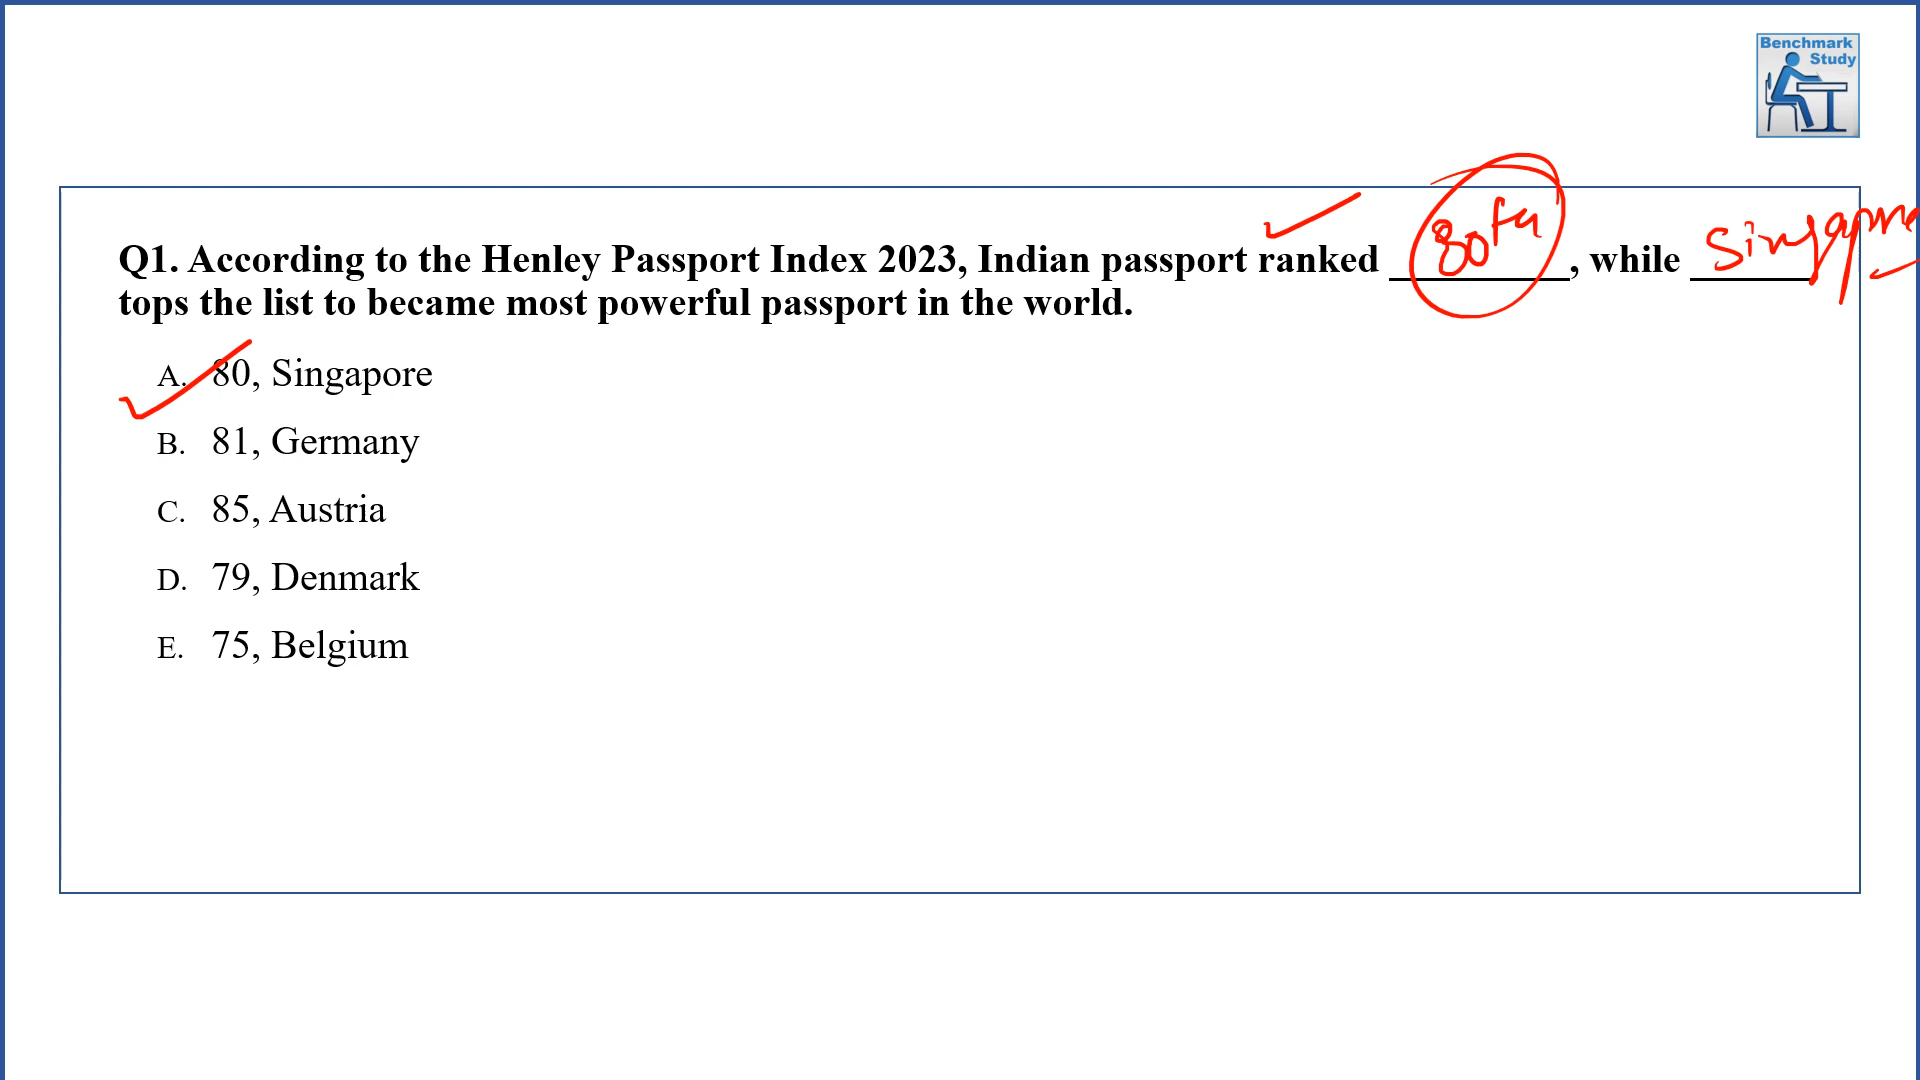 Benchmark
Study
80th
Singapore
Q1. According to the Henley Passport Index 2023, Indian passport ranked _________, while ______
tops the list to became most powerful passport in the world.
A. 80, Singapore
B. 81, Germany
C. 85, Austria
D. 79, Denmark
E. 75, Belgium